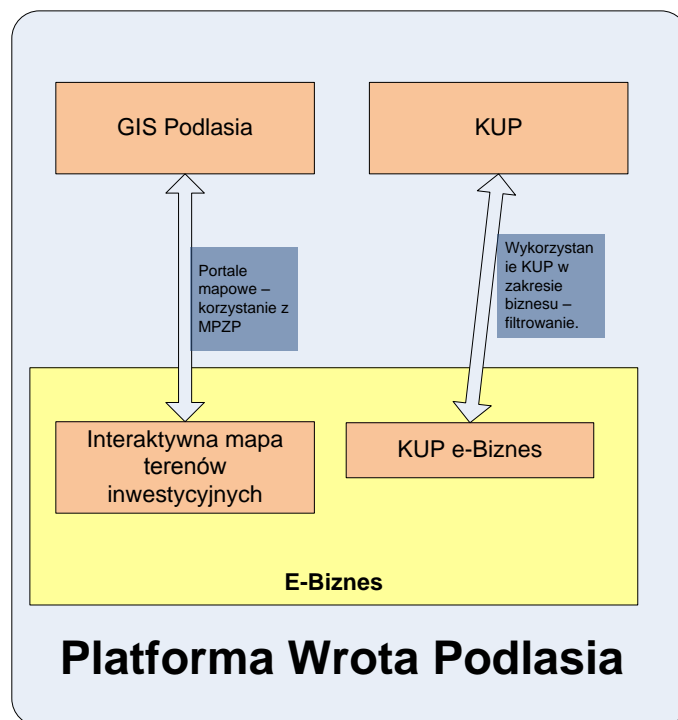 GIS Podlasia
KUP
Portale
mapowe –
korzystanie z
MPZP
Wykorzystan
ie KUP w
zakresie
biznesu –
filtrowanie.
Interaktywna mapa
terenów
inwestycyjnych
KUP e-Biznes
E-Biznes
Platforma Wrota Podlasia